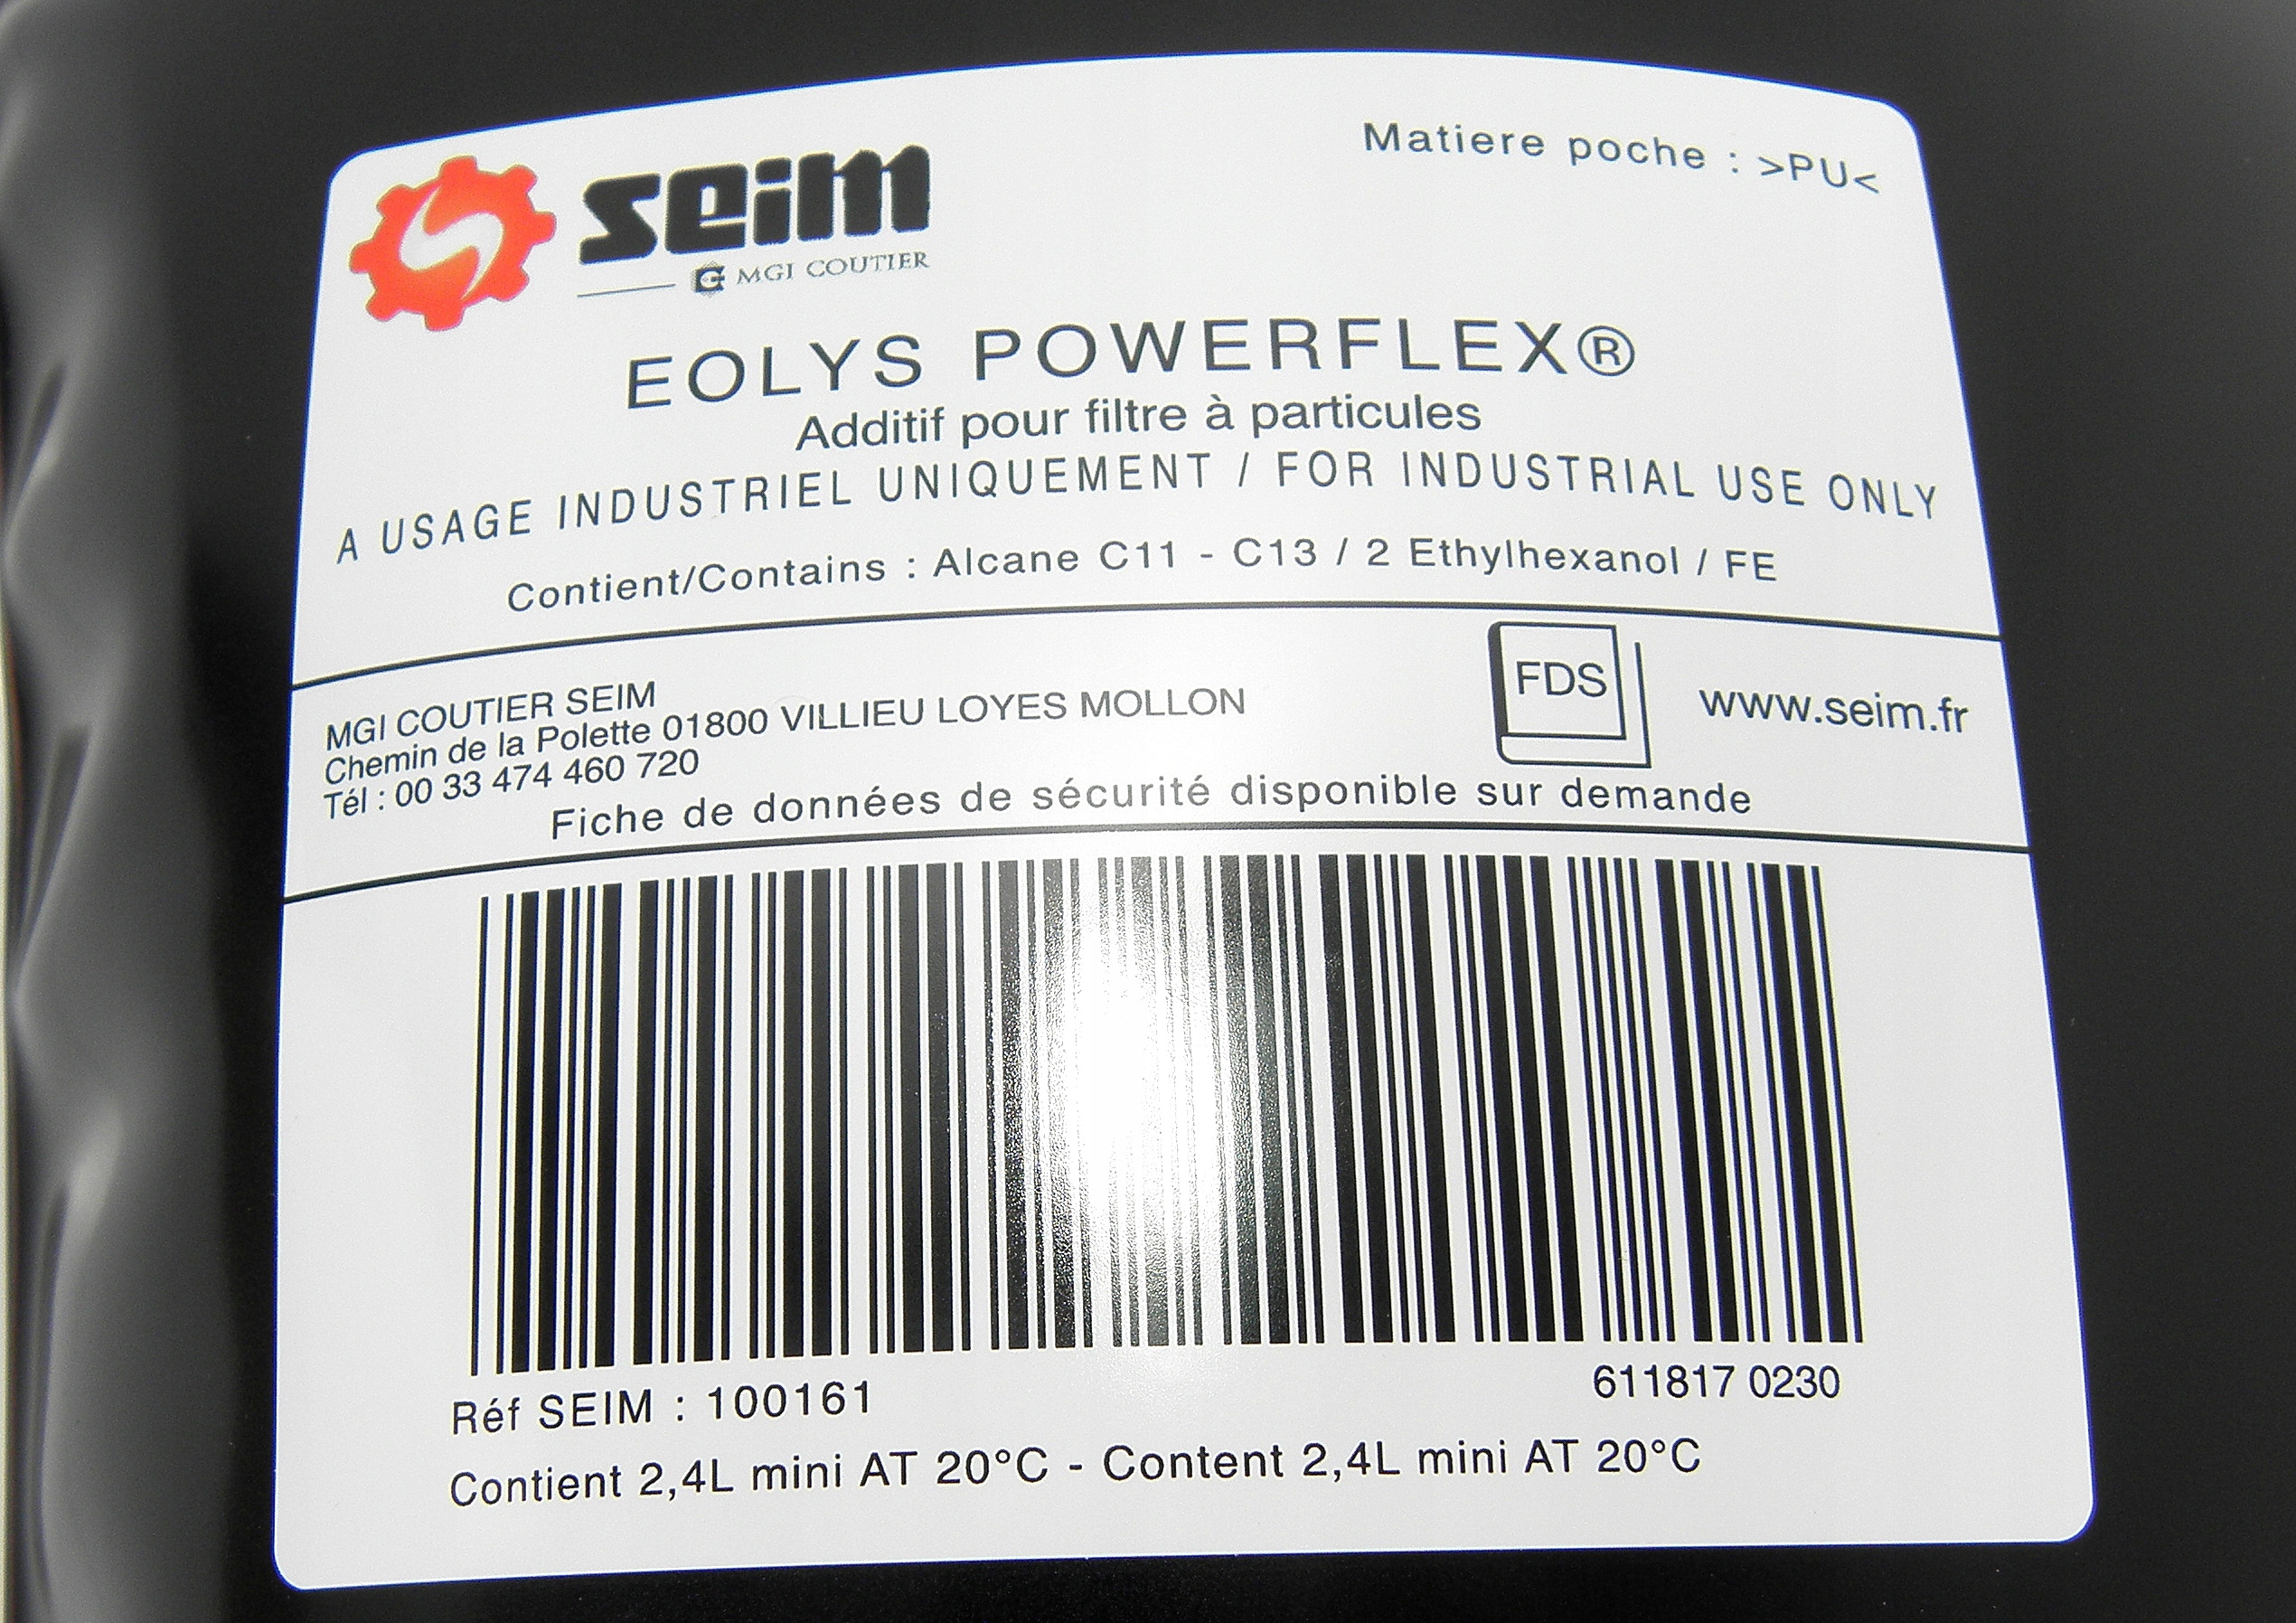 seim
MGI COUTIER
Matiere poche : >PU<
EOLYS POWERFLEX®
Additif pour filtre à particules
A USAGE INDUSTRIEL UNIQUEMENT / FOR INDUSTRIAL USE ONLY
Contient/Contains : Alcane C11 - C13 / 2 Ethylhexanol / FE
MGI COUTIER SEIM
Chemin de la Polette 01800 VILLIEU LOYES MOLLON
Tél : 00 33 474 460 720
FDS
www.seim.fr
Fiche de données de sécurité disponible sur demande
Réf SEIM : 100161
611817 0230
Contient 2,4L mini AT 20°C - Content 2,4L mini AT 20°C